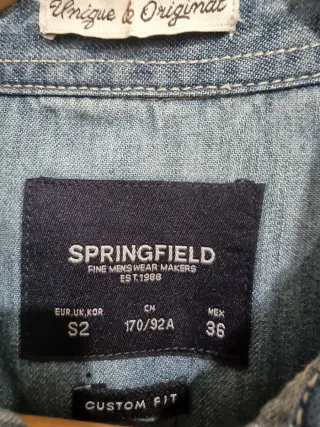 Unique & Original
SPRINGFIELD
FINE MENSWEAR MAKERS
EST.1988
EUR,UK,KOR CN MEX
S2 170/92A 36
CUSTOM FIT